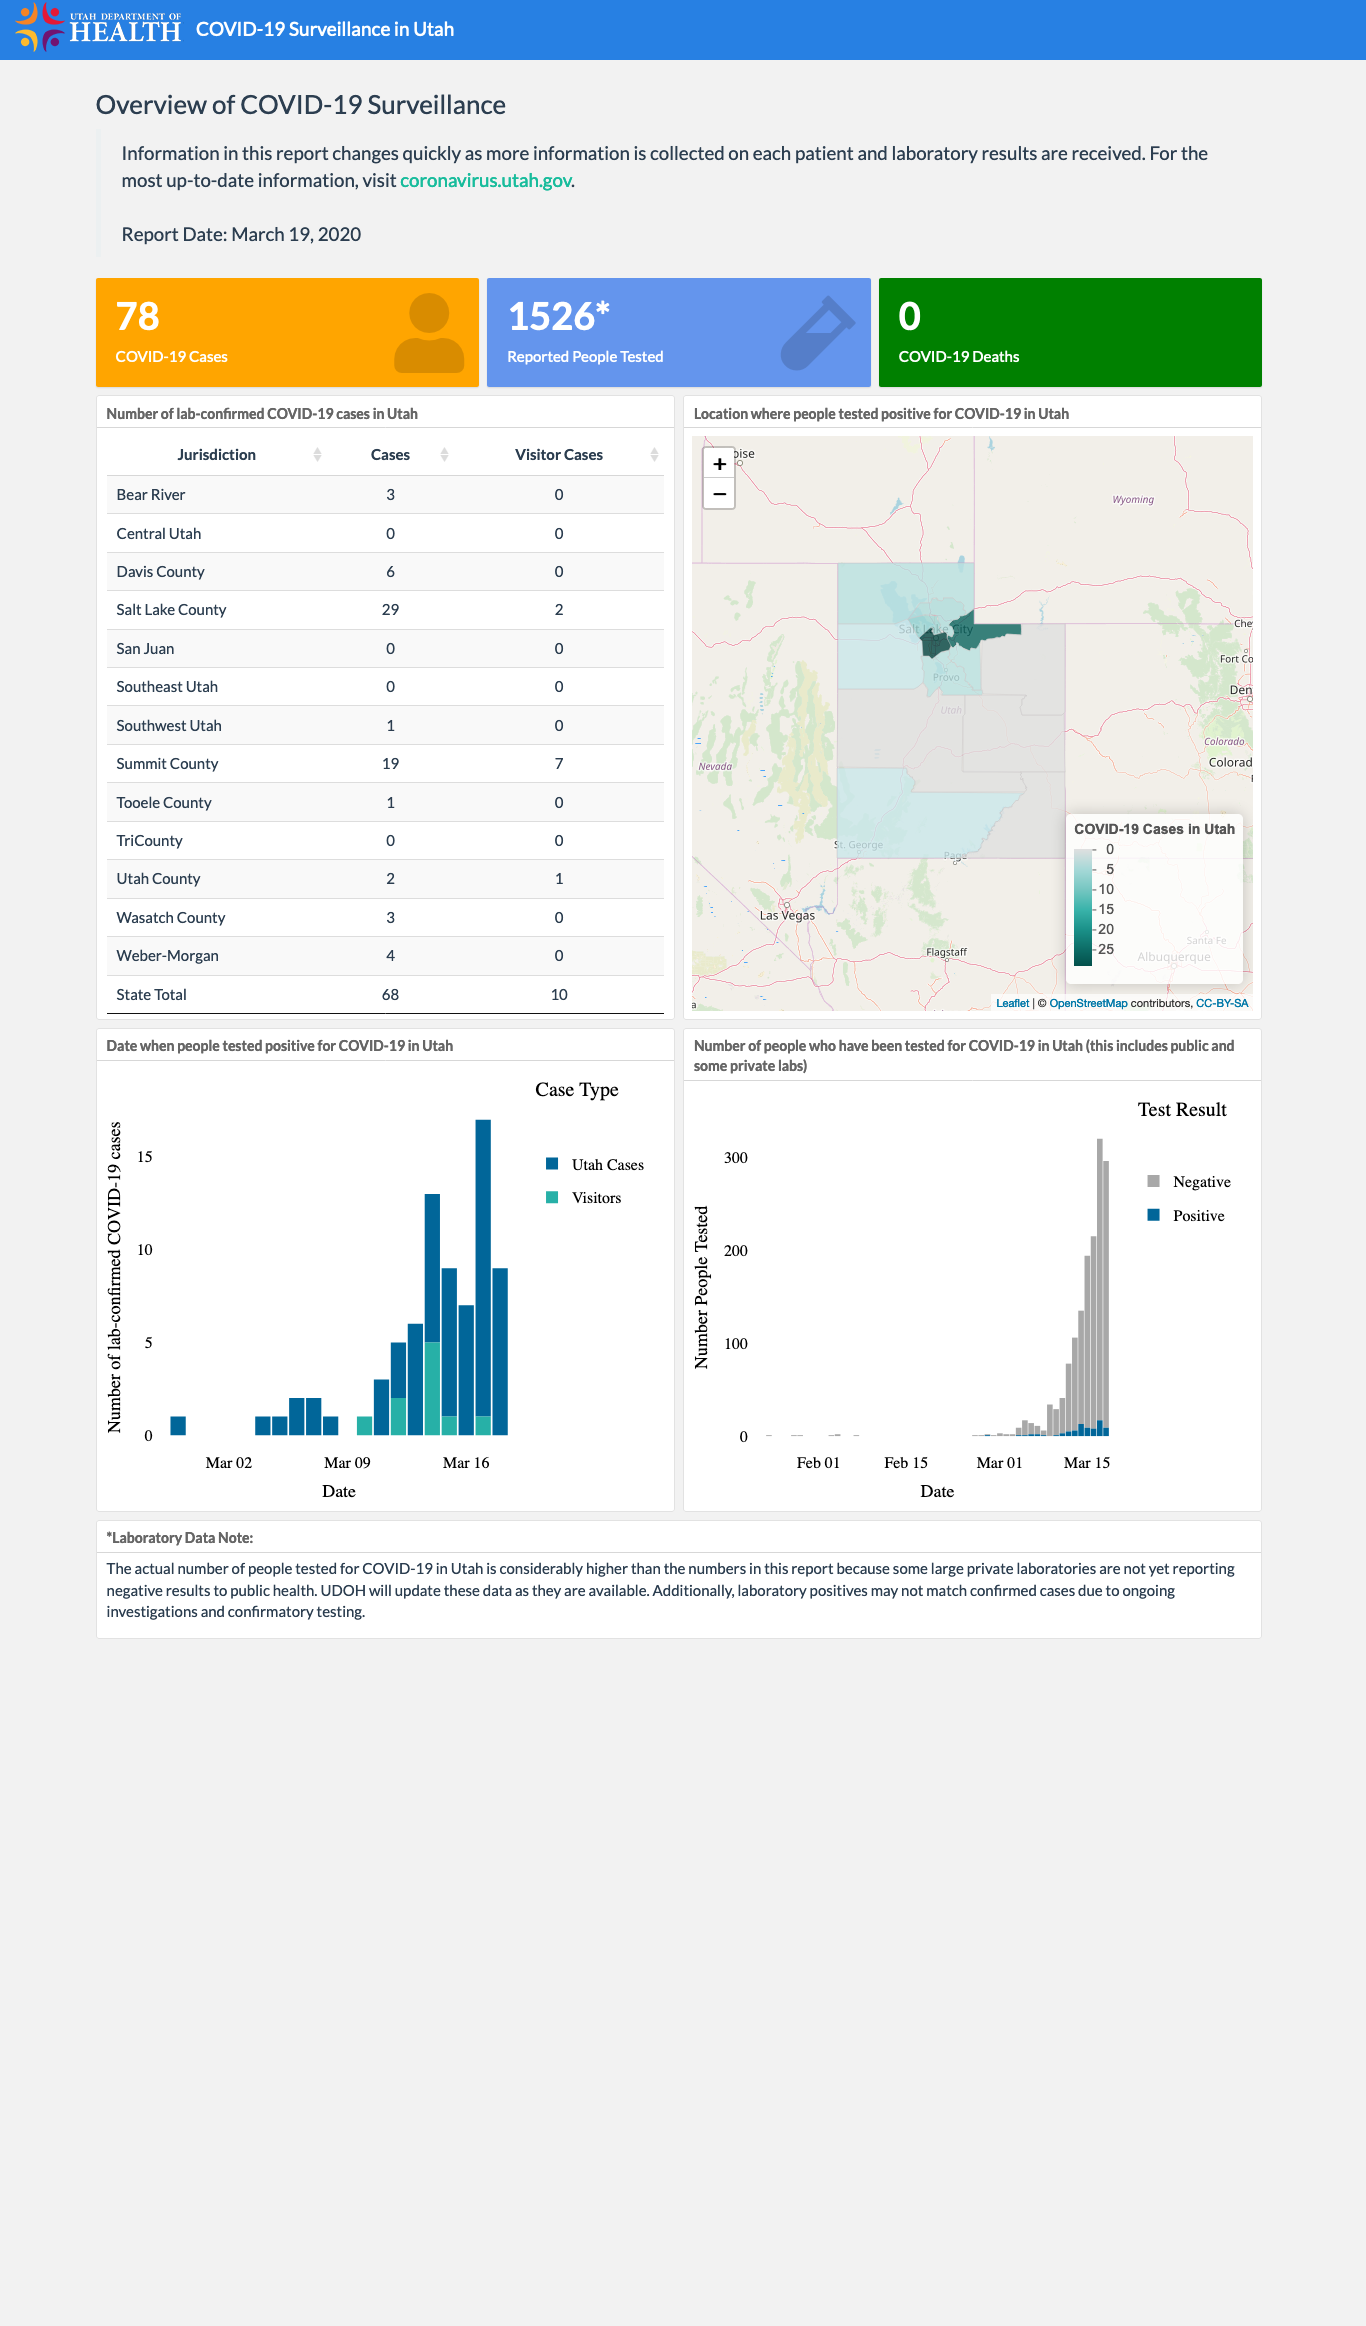 UTAH DEPARTMENT OF
HEALTH
COVID-19 Surveillance in Utah
Overview of COVID-19 Surveillance
Information in this report changes quickly as more information is collected on each patient and laboratory results are received. For the
most up-to-date information, visit coronavirus.utah.gov.
Report Date: March 19, 2020
78
COVID-19 Cases
1526*
Reported People Tested
0
COVID-19 Deaths
Number of lab-confirmed COVID-19 cases in Utah
Jurisdiction Cases Visitor Cases
Bear River 3 0
Central Utah 0 0
Davis County 6 0
Salt Lake County 29 2
San Juan 0 0
Southeast Utah 0 0
Southwest Utah 1 0
Summit County 19 7
Tooele County 1 0
TriCounty 0 0
Utah County 2 1
Wasatch County 3 0
Weber-Morgan 4 0
State Total 68 10
Location where people tested positive for COVID-19 in Utah
+
−
oise
Wyoming
Salt Lake City
Provo
Utah
Nevada
Che
Fort Co
Den
Colorado
Colorad
St. George
Page
Las Vegas
Flagstaff
Santa Fe
Albuquerque
COVID-19 Cases in Utah
0
5
10
15
20
25
Leaflet | © OpenStreetMap contributors, CC-BY-SA
Date when people tested positive for COVID-19 in Utah
Case Type
Utah Cases
Visitors
Number of lab-confirmed COVID-19 cases
15
10
5
0
Mar 02 Mar 09 Mar 16
Date
Number of people who have been tested for COVID-19 in Utah (this includes public and
some private labs)
Test Result
Negative
Positive
Number People Tested
300
200
100
0
Feb 01 Feb 15 Mar 01 Mar 15
Date
*Laboratory Data Note:
The actual number of people tested for COVID-19 in Utah is considerably higher than the numbers in this report because some large private laboratories are not yet reporting
negative results to public health. UDOH will update these data as they are available. Additionally, laboratory positives may not match confirmed cases due to ongoing
investigations and confirmatory testing.